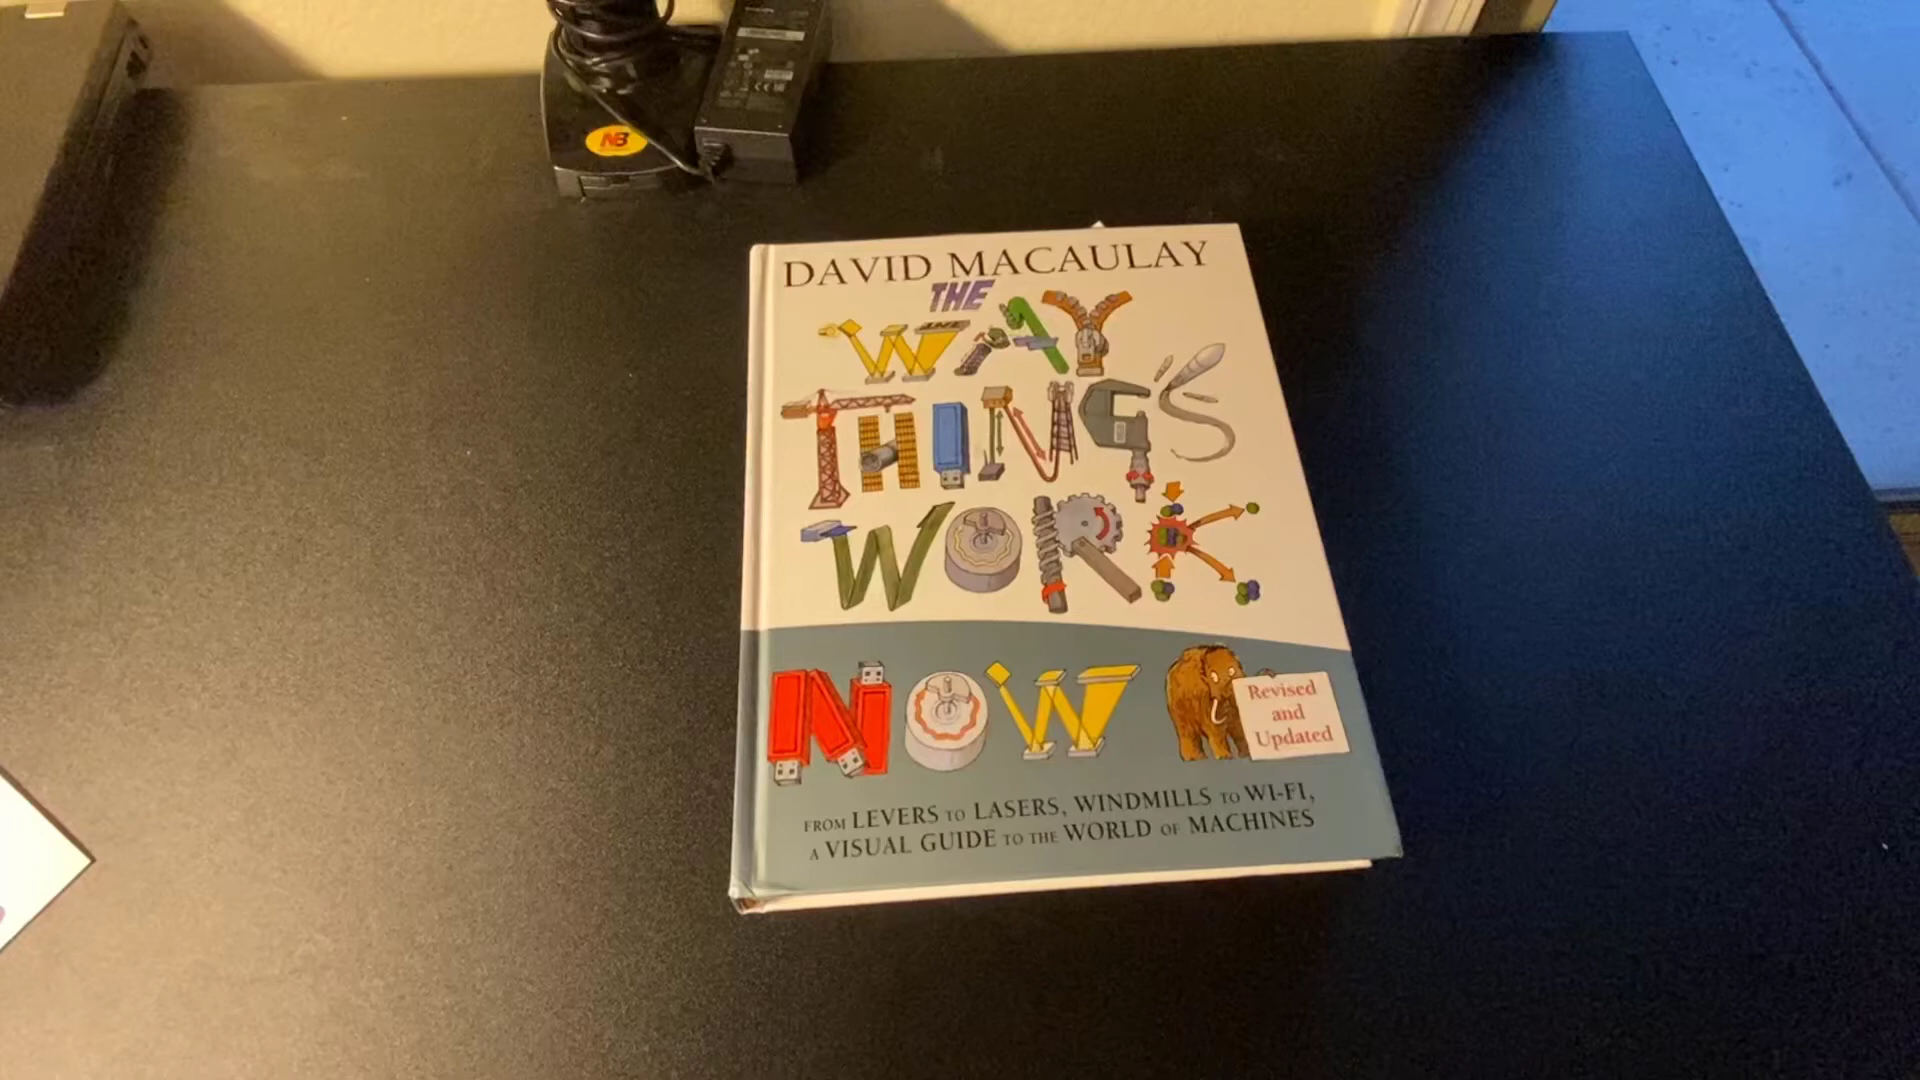 NB
DAVID MACAULAY
THE
WAY
THINGS
WORK
NOW
Revised
and
Updated
FROM LEVERS TO LASERS, WINDMILLS TO WI-FI,
A VISUAL GUIDE TO THE WORLD OF MACHINES